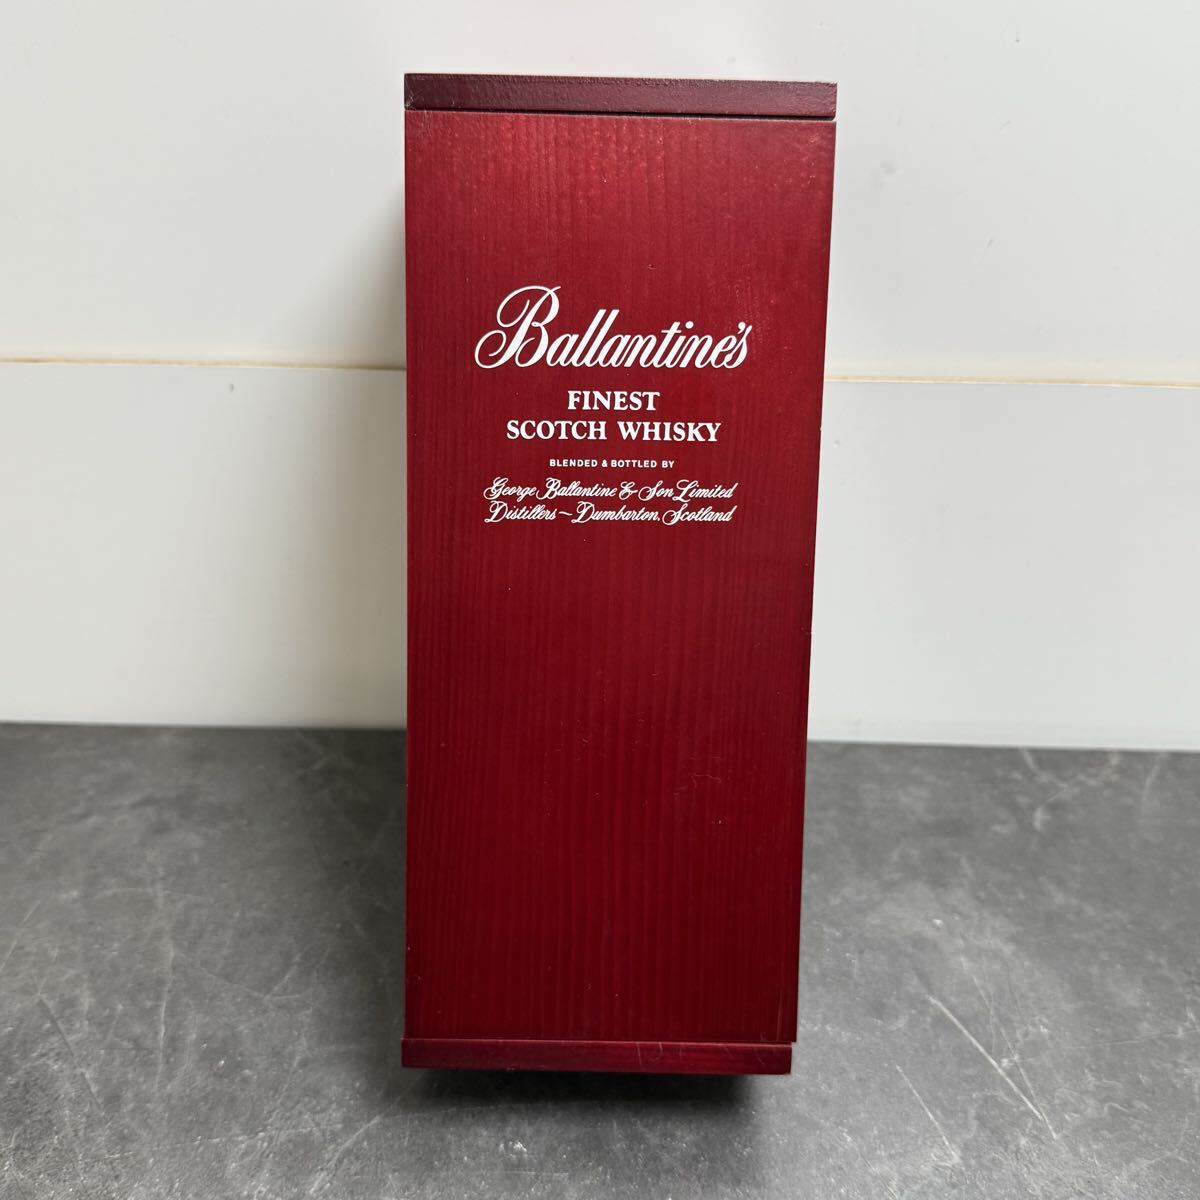 Ballantine's
FINEST
SCOTCH WHISKY
BLENDED & BOTTLED BY
George Ballantine & Son Limited
Distillers~Dumbarton, Scotland